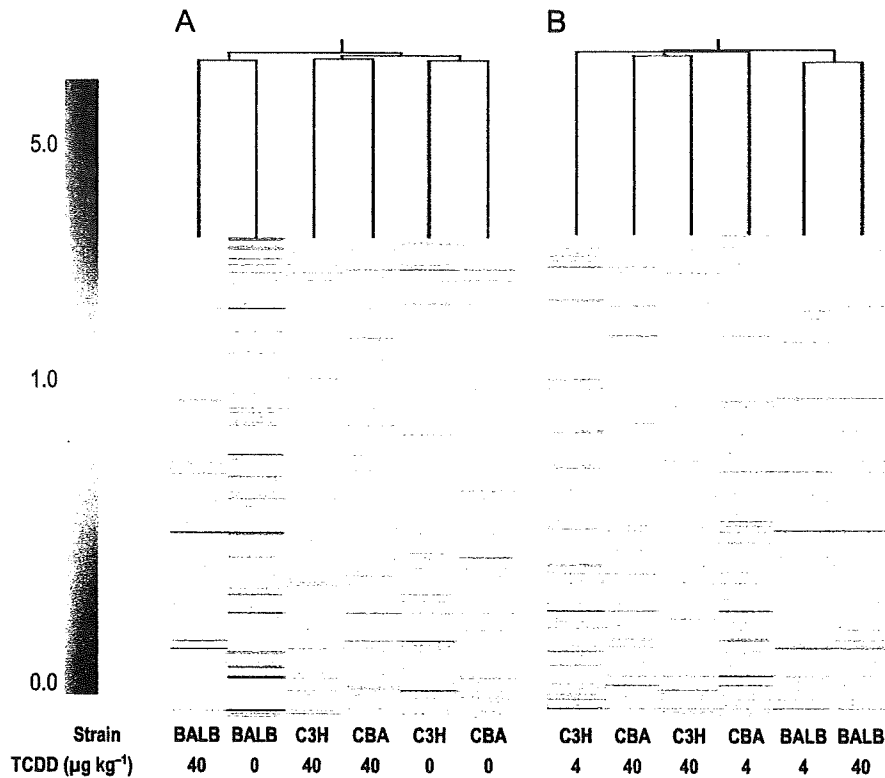 A
B
5.0
1.0
0.0
Strain BALB BALB C3H CBA C3H CBA C3H CBA C3H CBA BALB BALB
TCDD (µg kg⁻¹) 40 0 40 40 0 0 4 40 40 4 4 40